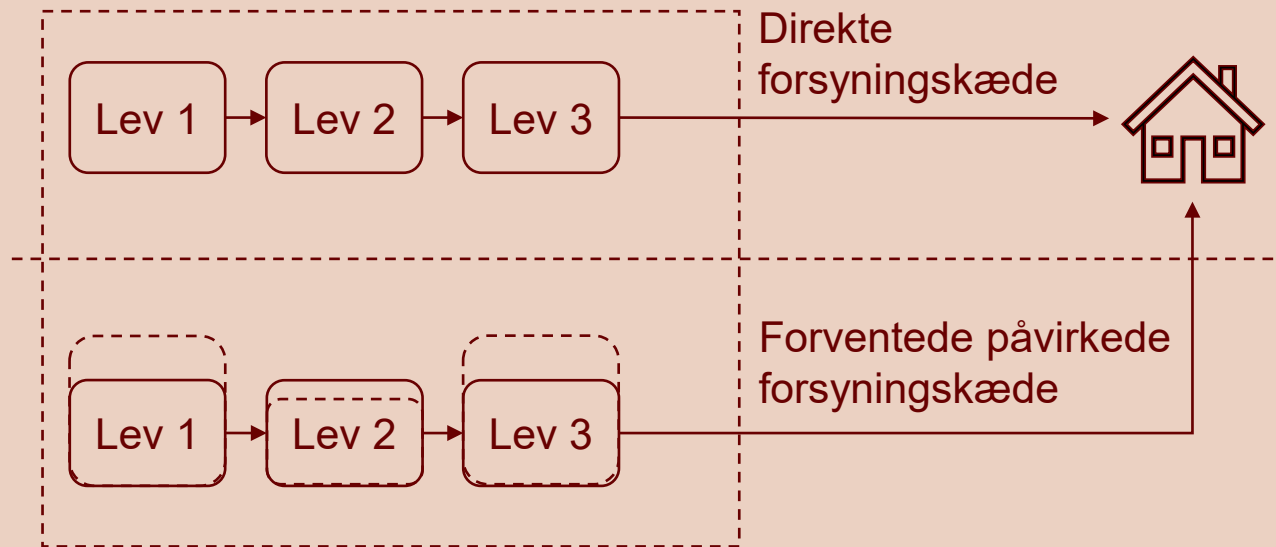 Direkte
forsyningskæde
Lev 1
Lev 2
Lev 3
Forventede påvirkede
forsyningskæde
Lev 1
Lev 2
Lev 3